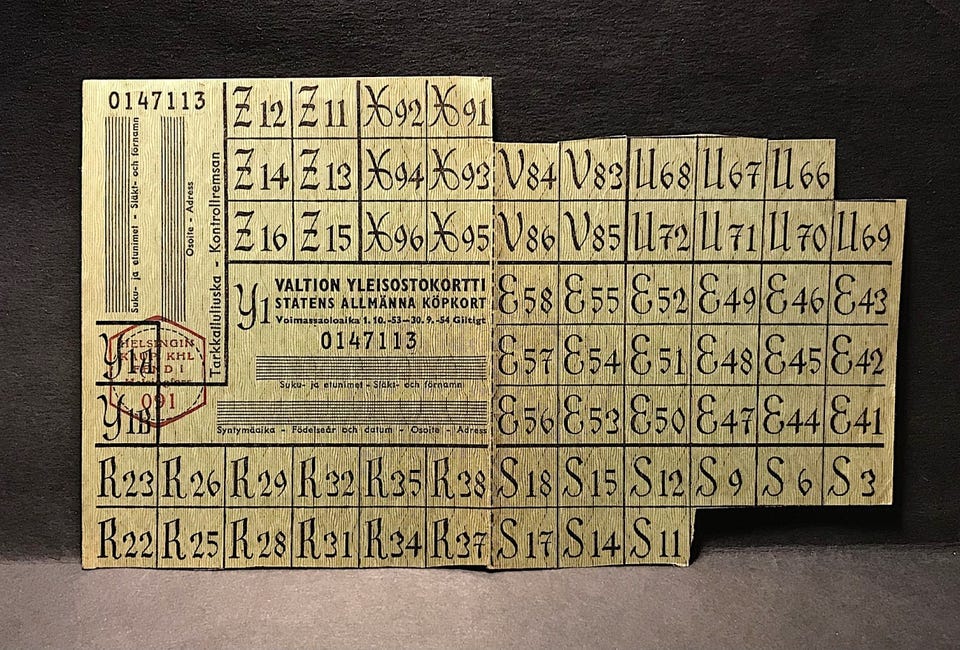 0147113
Suku- ja etunimet - Släkt- och förnamn
Osoite - Adress
Tarkkailuliuska - Kontrollremsan
Z12 Z11 X92 X91
Z14 Z13 X94 X93 V84 V83 U68 U67 U66
Z16 Z15 X96 X95 V86 V85 U72 U71 U70 U69
Y1
VALTION YLEISOSTOKORTTI
STATENS ALLMÄNNA KÖPKORT
Voimassaoloaika 1.10.-53—30.9.-54 Giltigt
0147113
Suku- ja etunimet - Släkt- och förnamn
Syntymäaika - Födelseår och datum - Osoite - Adress
E58 E55 E52 E49 E46 E43
E57 E54 E51 E48 E45 E42
E56 E53 E50 E47 E44 E41
HELSINGIN
KAUP. KHL
091
Y1B
R23 R26 R29 R32 R35 R38 S18 S15 S12 S9 S6 S3
R22 R25 R28 R31 R34 R37 S17 S14 S11